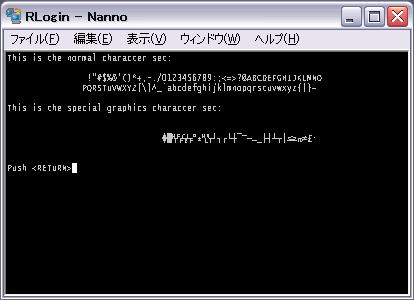 RLogin - Nanno
ファイル(F) 編集(E) 表示(V) ウィンドウ(W) ヘルプ(H)
This is the normal character set:
!"#$%&'()*+,-./0123456789:;<=>?@ABCDEFGHIJKLMNO
PQRSTUVWXYZ[\]^_`abcdefghijklmnopqrstuvwxyz{|}~
This is the special graphics character set:
Push <RETURN>